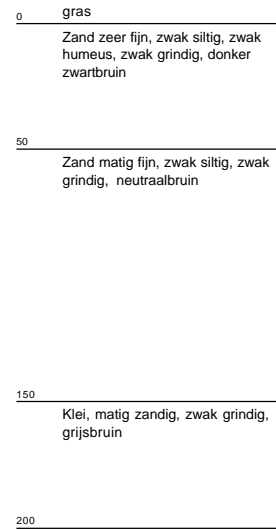 0 gras
Zand zeer fijn, zwak siltig, zwak
humeus, zwak grindig, donker
zwartbruin
50
Zand matig fijn, zwak siltig, zwak
grindig, neutraalbruin
150
Klei, matig zandig, zwak grindig,
grijsbruin
200